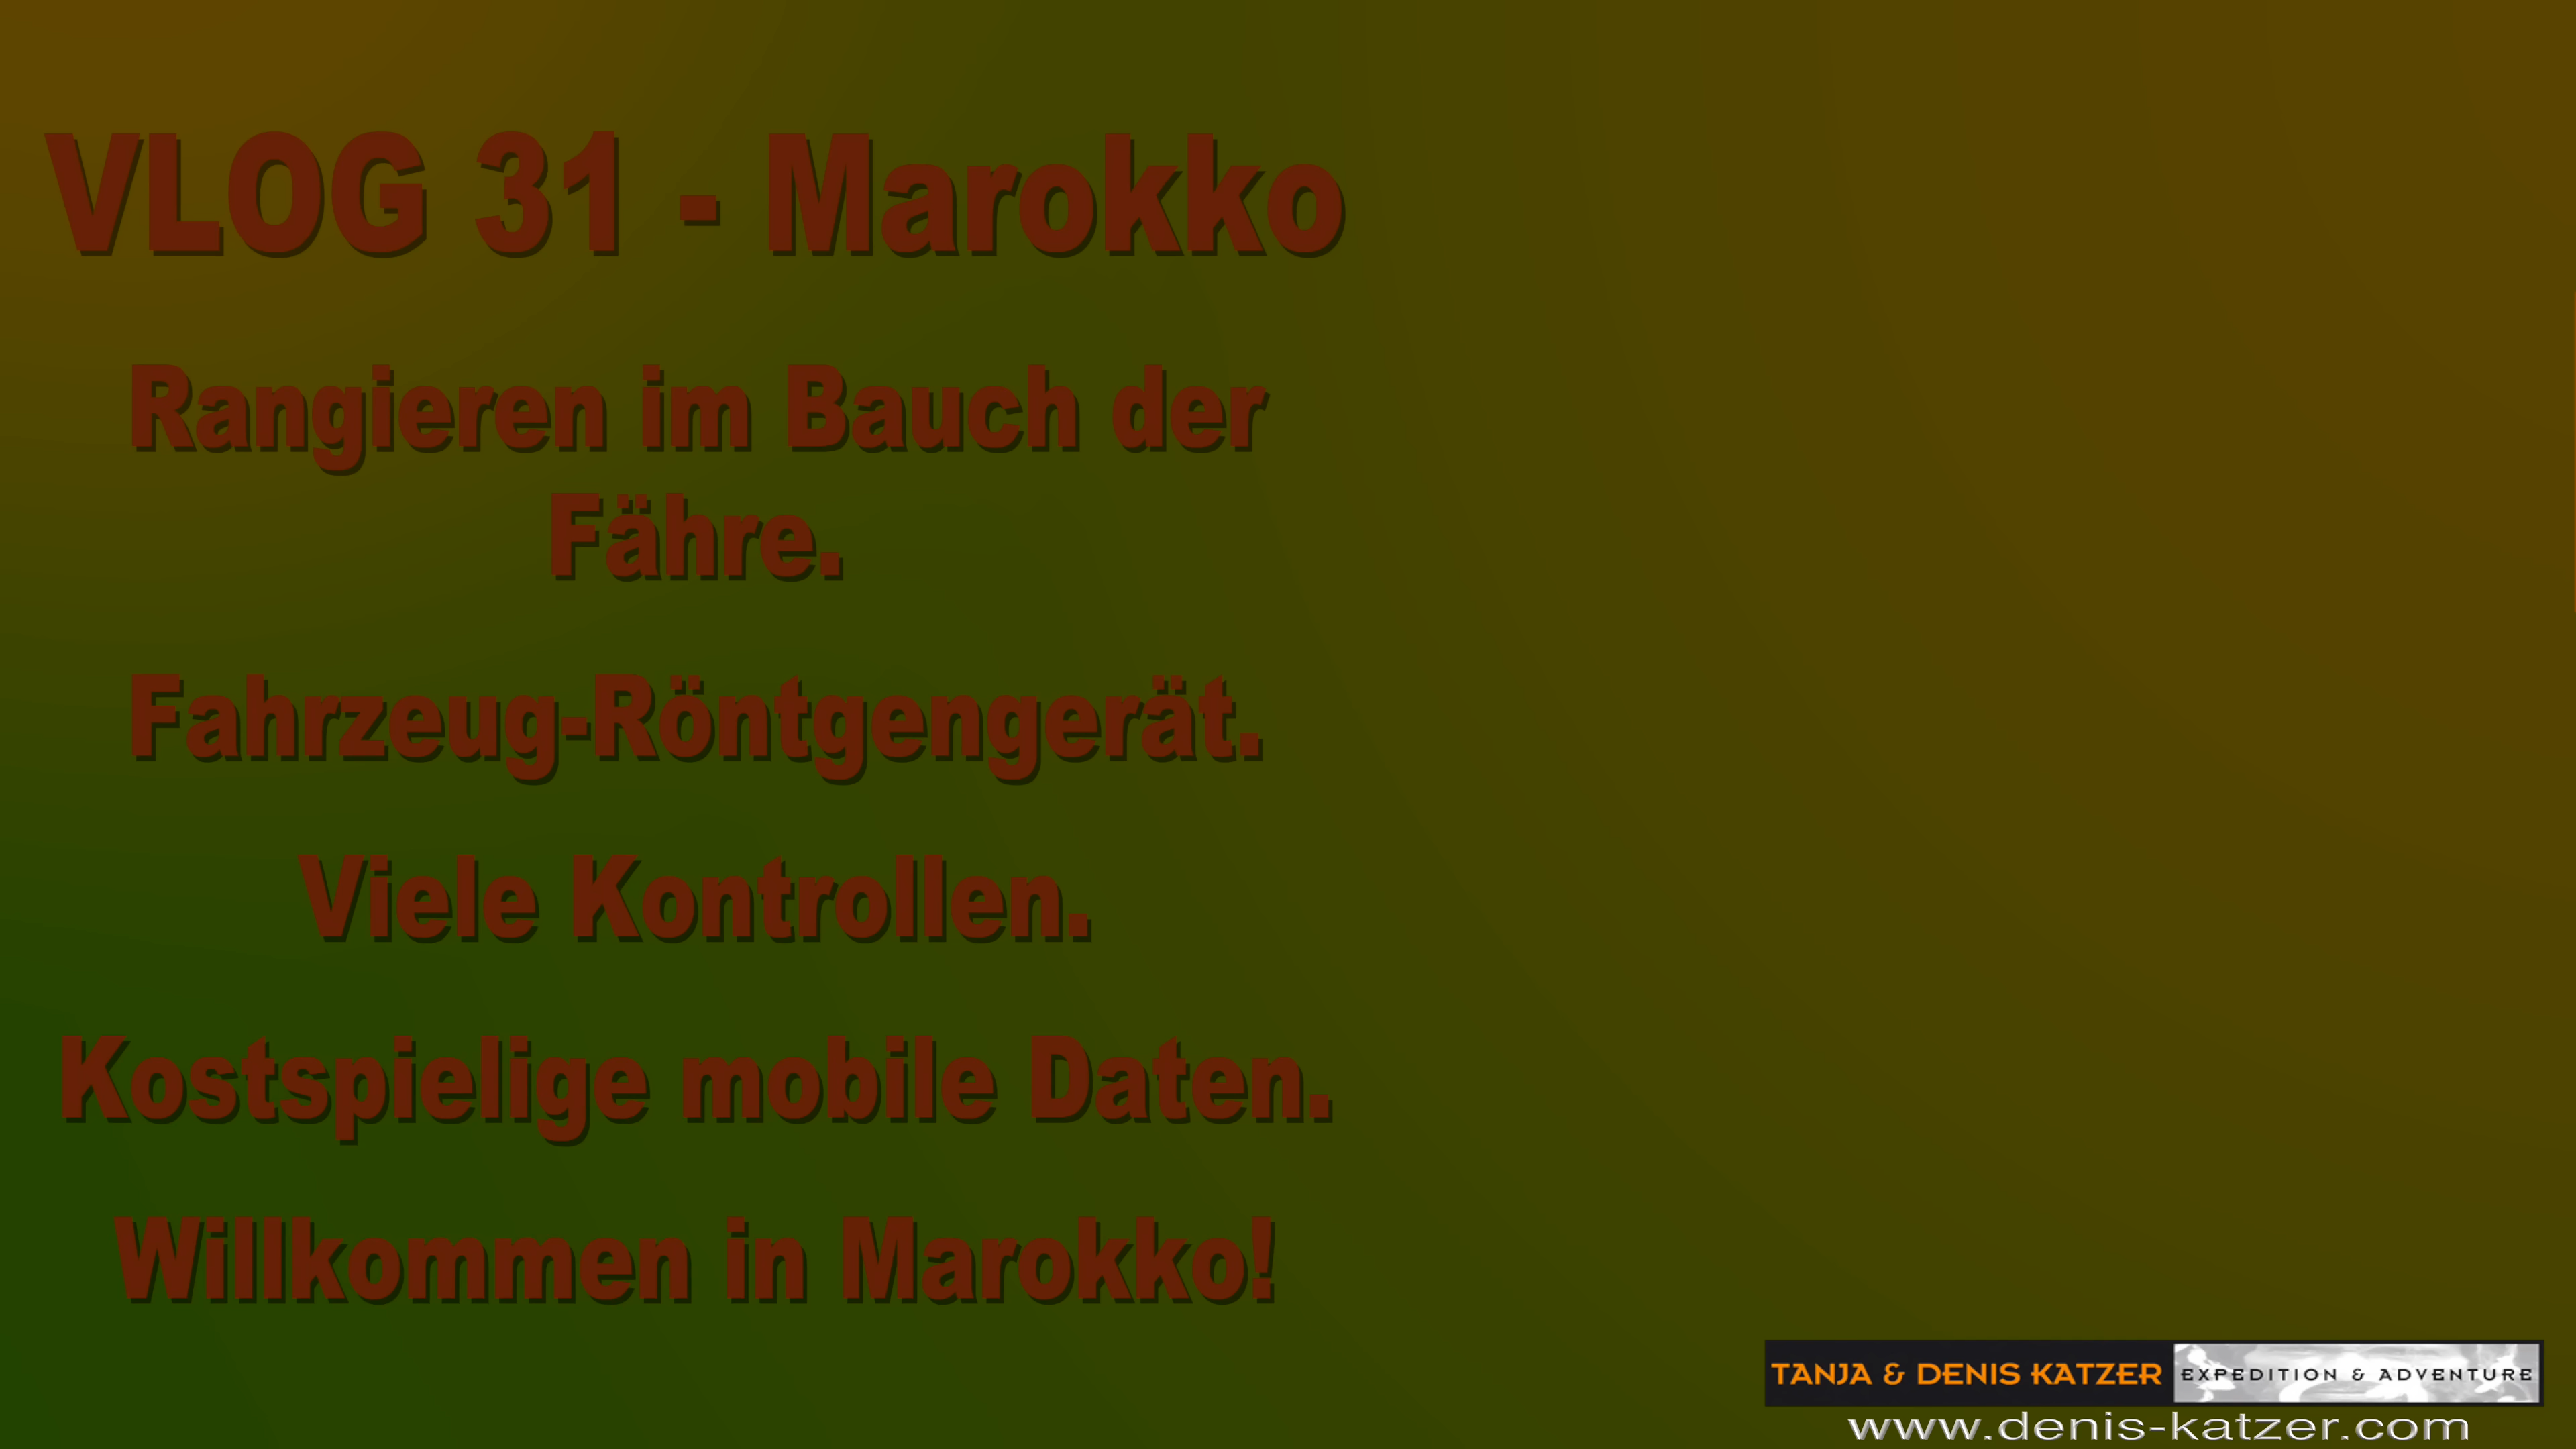 VLOG 31 - Marokko
Rangieren im Bauch der
Fähre.
Fahrzeug-Röntgengerät.
Viele Kontrollen.
Kostspielige mobile Daten.
Willkommen in Marokko!
TANJA & DENIS KATZER EXPEDITION & ADVENTURE
www.denis-katzer.com